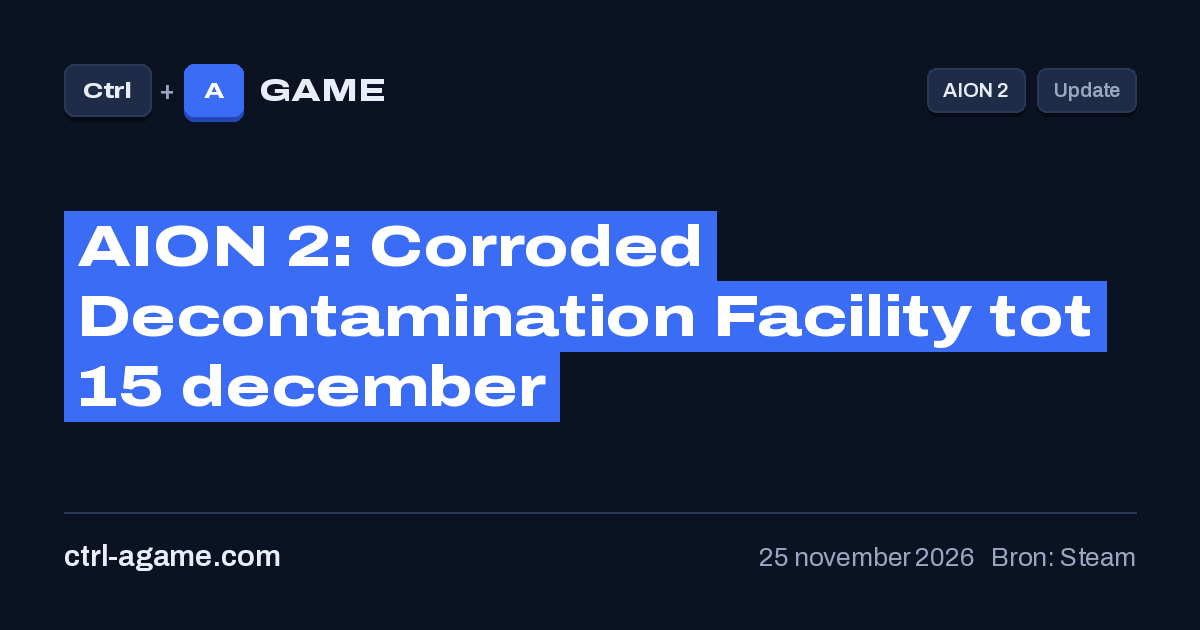 Ctrl + A GAME
AION 2 Update
AION 2: Corroded
Decontamination Facility tot
15 december
ctrl-agame.com
25 november 2026 Bron: Steam